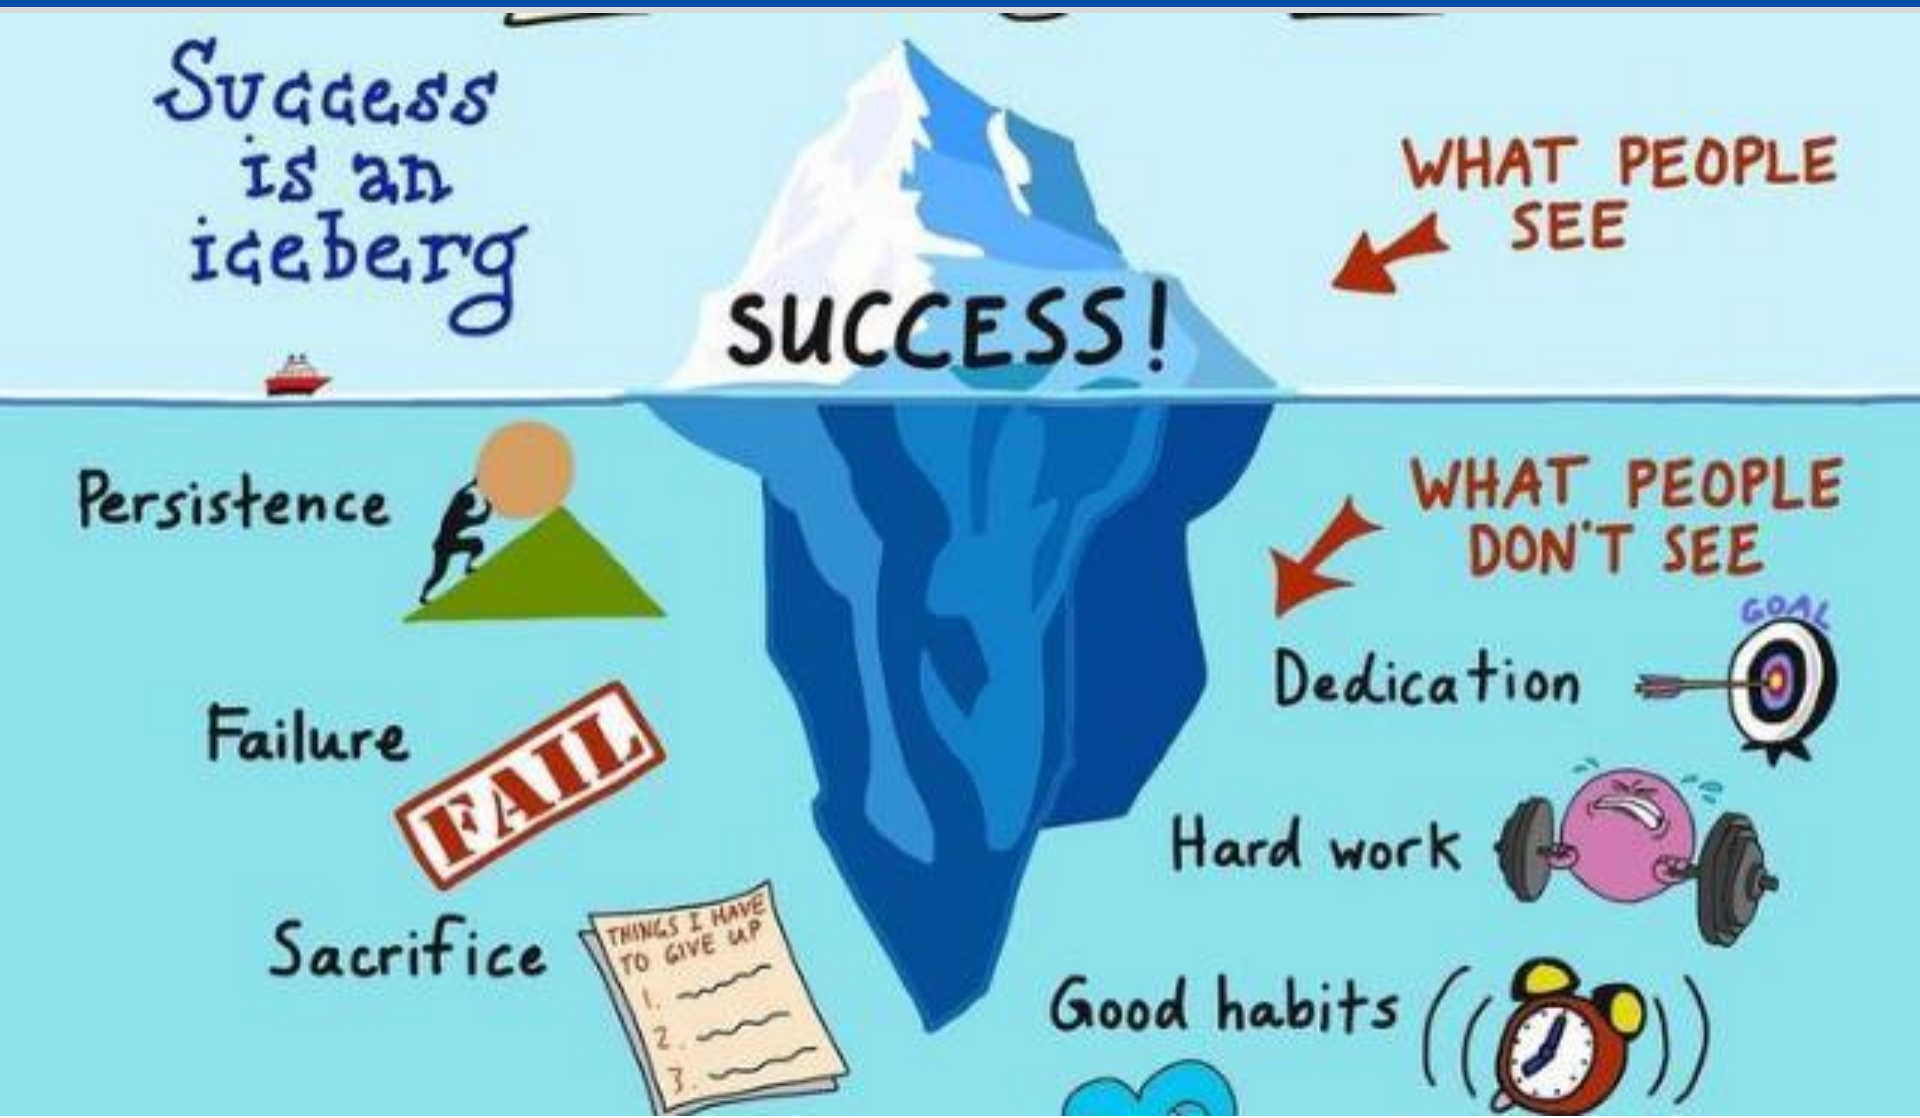 Success
is an
iceberg
WHAT PEOPLE
SEE
SUCCESS!
Persistence
WHAT PEOPLE
DON'T SEE
GOAL
Dedication
Failure
FAIL
Hard work
Sacrifice
THINGS I HAVE
TO GIVE UP
1.
2.
3.
Good habits